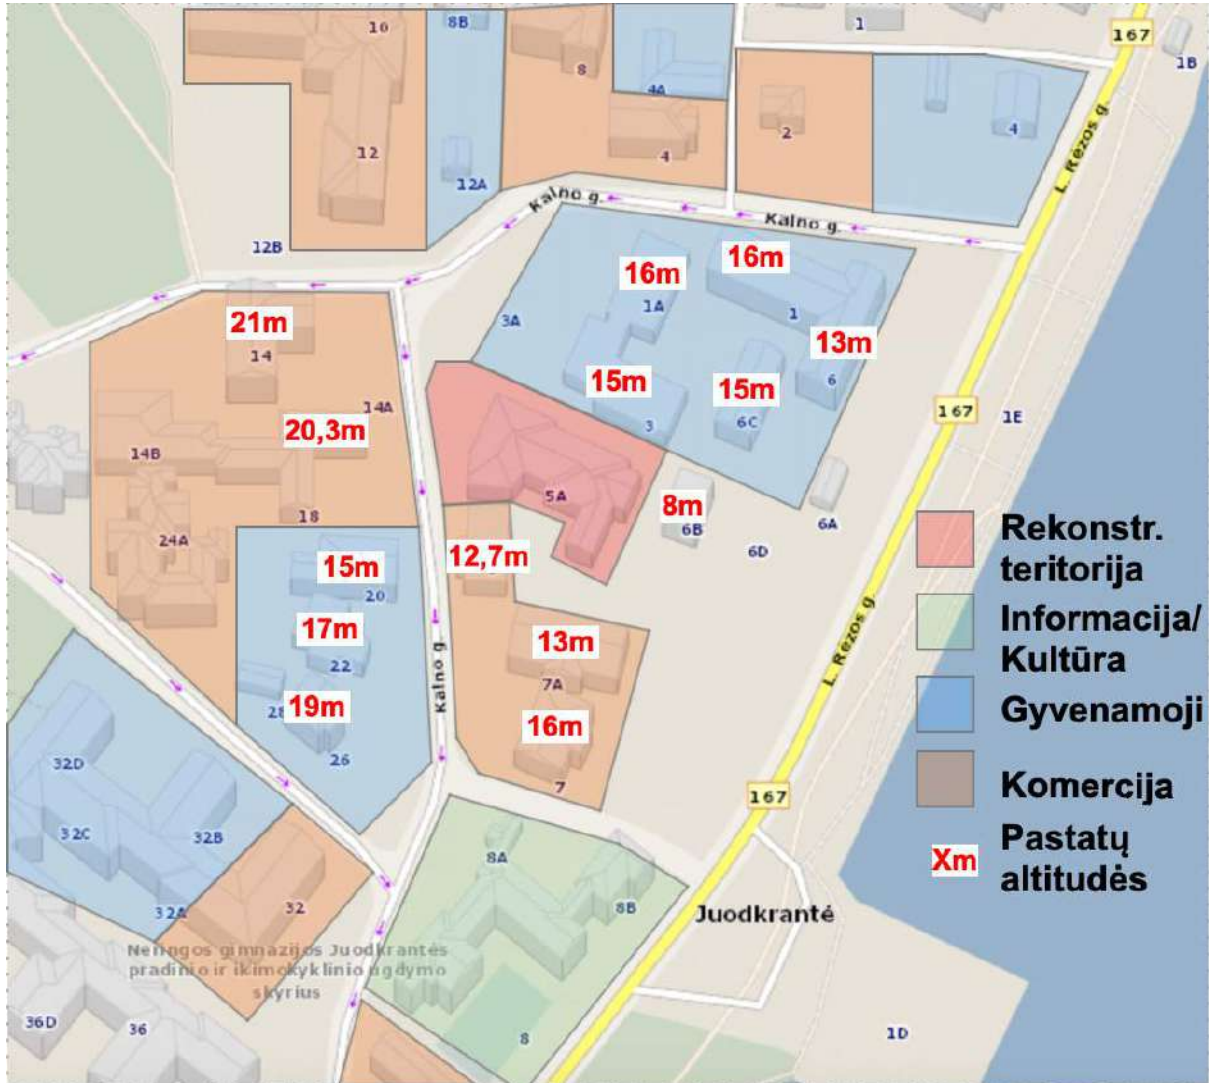 10
8B
1
167
1B
8
4A
2
4
4
12
12A
L. Rėzos g.
Kalno g.
Kalno g.
12B
16m
16m
1A
1
3A
21m
14
13m
15m
15m
6
14A
20,3m
3
6C
167
1E
14B
18
5A
8m
6B
6A
6D
24A
12,7m
15m
20
17m
22
13m
7A
19m
28
26
16m
7
Kalno g.
L. Rėzos g.
Rekonstr.
teritorija
Informacija/
Kultūra
Gyvenamoji
Komercija
Xm
Pastatų
altitudės
32D
32C
32B
167
8A
32A
32
8B
Juodkrantė
Neringos gimnazijos Juodkrantės
pradinio ir ikimokyklinio ugdymo
skyrius
36D
36
8
1D